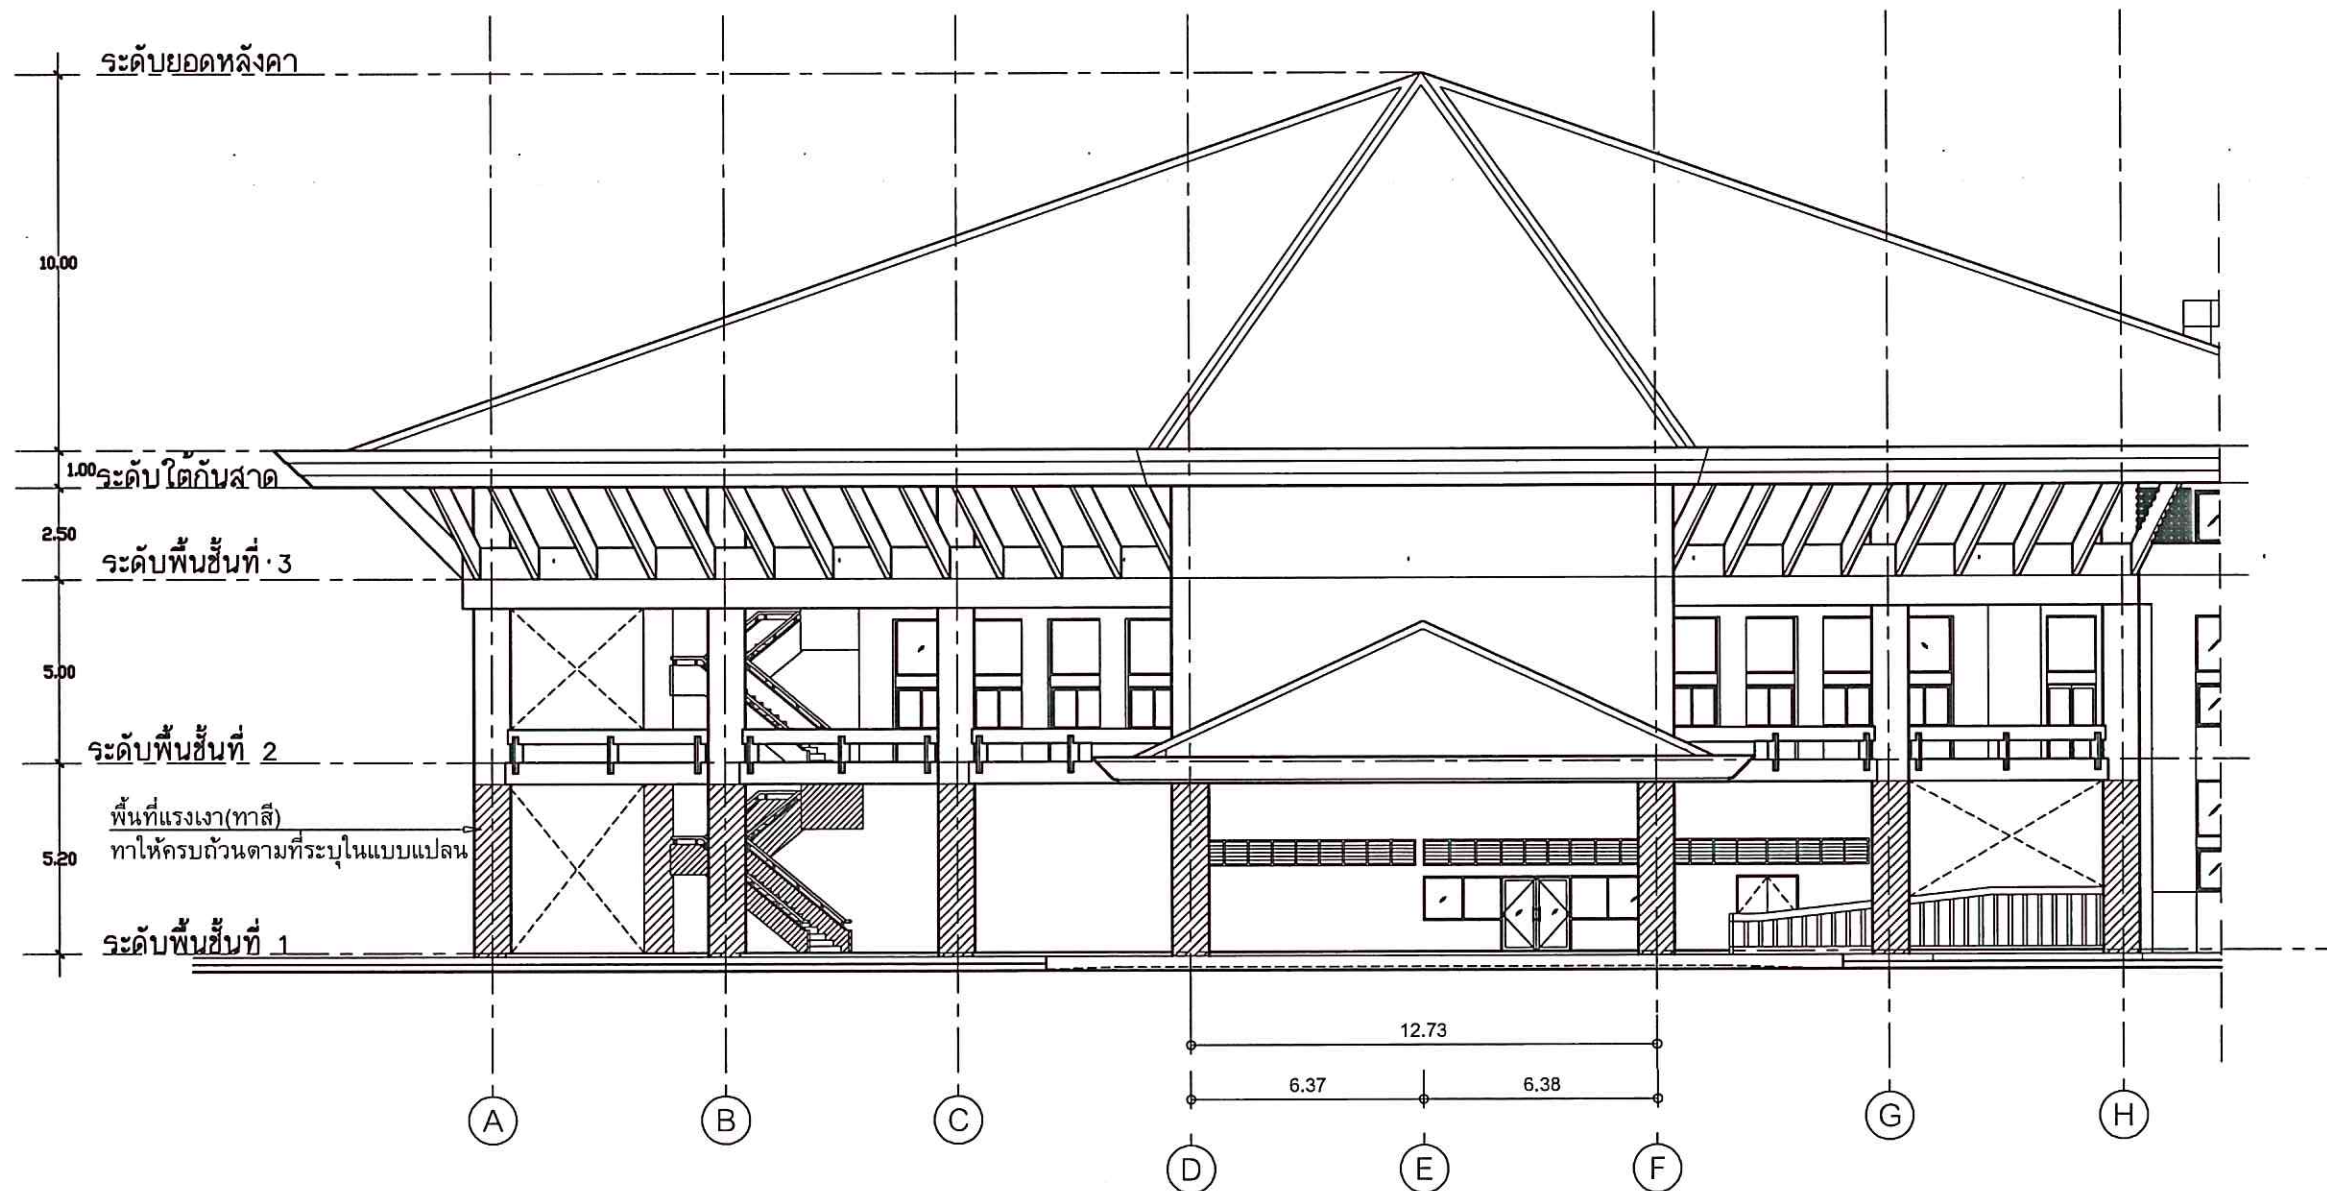 ระดับยอดหลังคา
10.00
1.00
ระดับใต้กันสาด
2.50
ระดับพื้นชั้นที่ 3
5.00
ระดับพื้นชั้นที่ 2
พื้นที่แรงเงา(ทาสี)
ทาให้ครบถ้วนตามที่ระบุในแบบแปลน
5.20
ระดับพื้นชั้นที่ 1
12.73
6.37 6.38
A B C G H
D E F